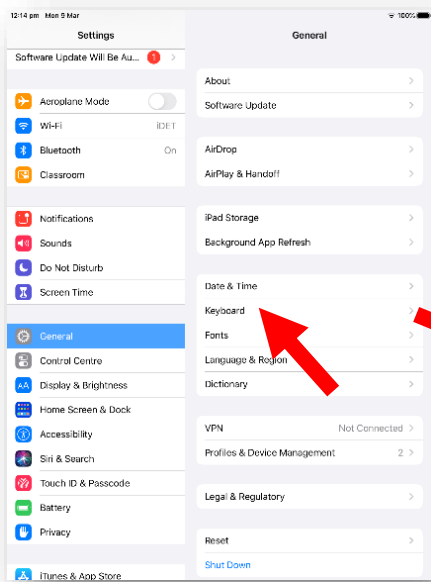 12:14 pm Mon 9 Mar
100%
Settings
General
Software Update Will Be Au... 1
Aeroplane Mode
Wi-Fi iDET
Bluetooth On
Classroom
Notifications
Sounds
Do Not Disturb
Screen Time
General
Control Centre
AA Display & Brightness
Home Screen & Dock
Accessibility
Siri & Search
Touch ID & Passcode
Battery
Privacy
iTunes & App Store
About
Software Update
AirDrop
AirPlay & Handoff
iPad Storage
Background App Refresh
Date & Time
Keyboard
Fonts
Language & Region
Dictionary
VPN Not Connected
Profiles & Device Management 2
Legal & Regulatory
Reset
Shut Down